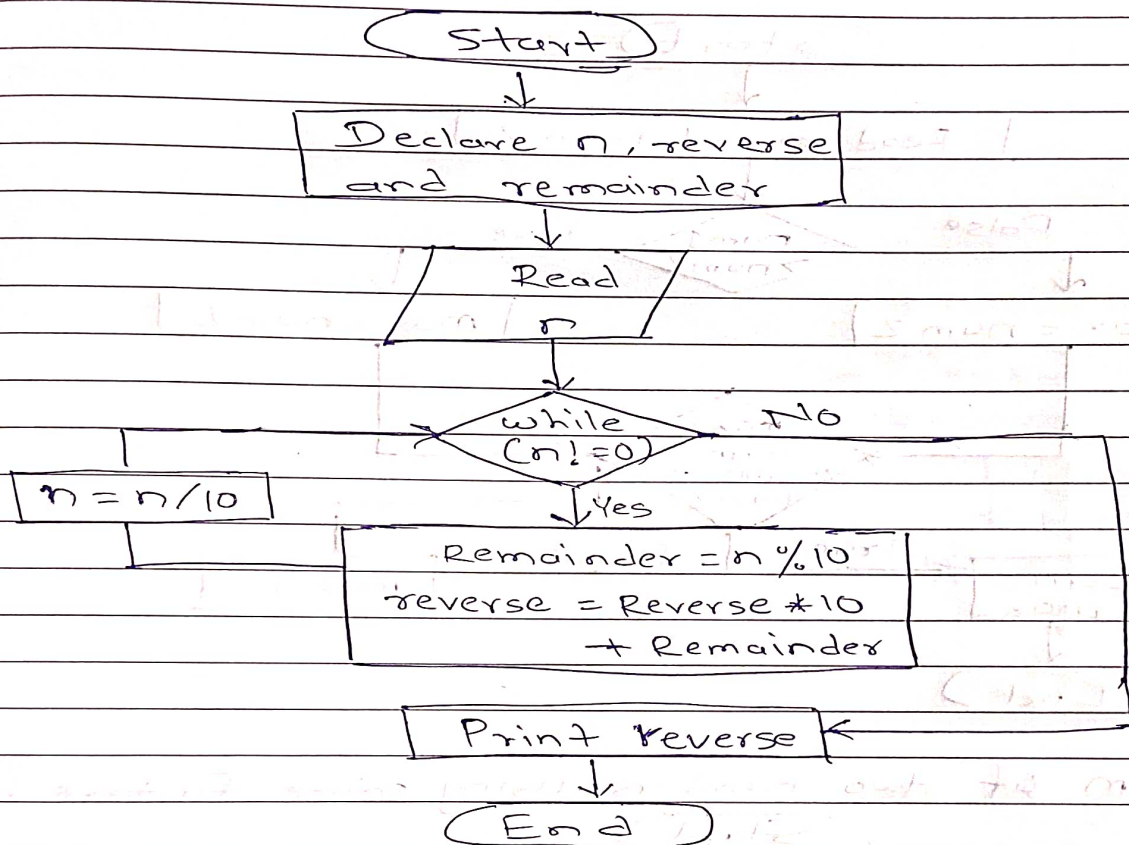 Start
Declare n, reverse
and remainder
Read
n
while
(n! =0)
No
Yes
n = n/10
Remainder = n % 10
reverse = Reverse * 10
+ Remainder
Print reverse
End